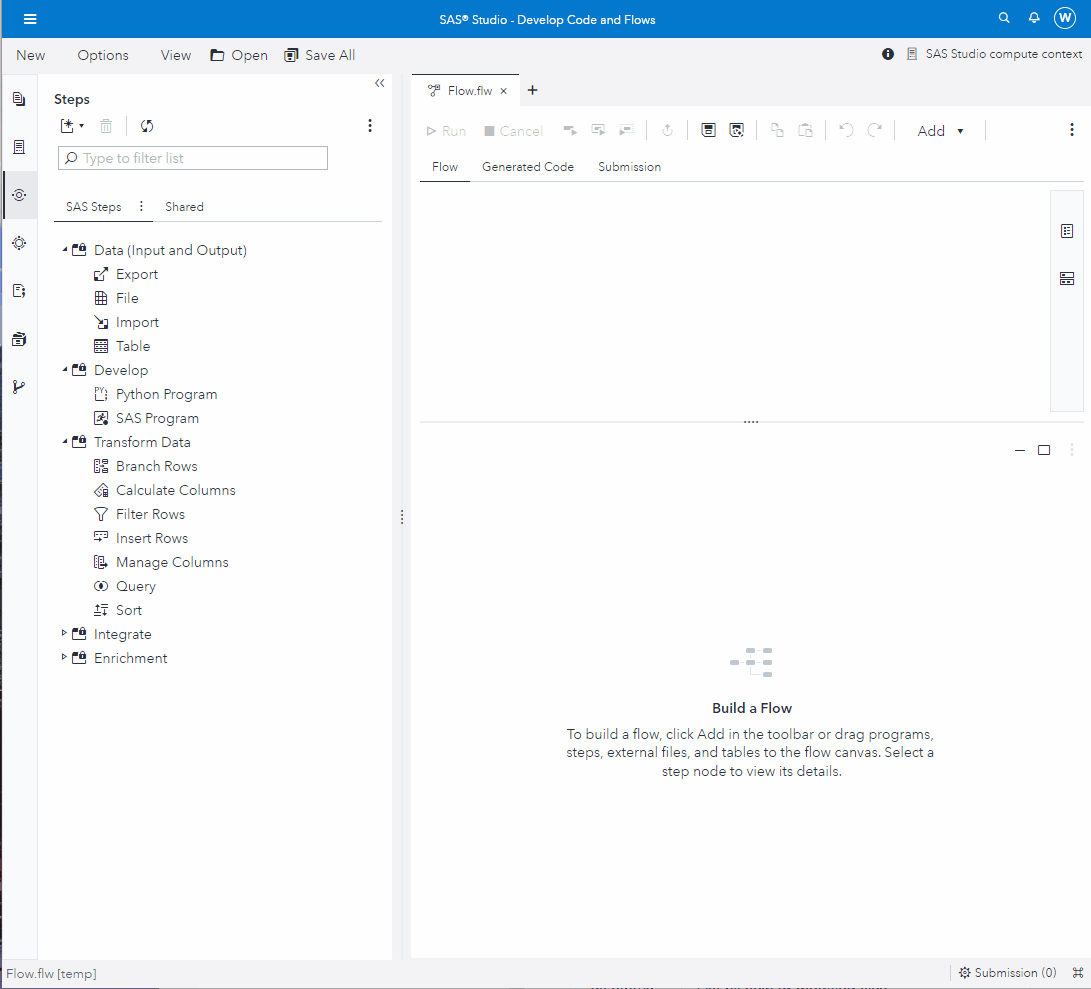 SAS® Studio - Develop Code and Flows
W
New Options View Open Save All
SAS Studio compute context
Steps
Type to filter list
SAS Steps Shared
Data (Input and Output)
Export
File
Import
Table
Develop
Python Program
SAS Program
Transform Data
Branch Rows
Calculate Columns
Filter Rows
Insert Rows
Manage Columns
Query
Sort
Integrate
Enrichment
Flow.flw
Run Cancel Add
Flow Generated Code Submission
Build a Flow
To build a flow, click Add in the toolbar or drag programs,
steps, external files, and tables to the flow canvas. Select a
step node to view its details.
Flow.flw [temp]
Submission (0)